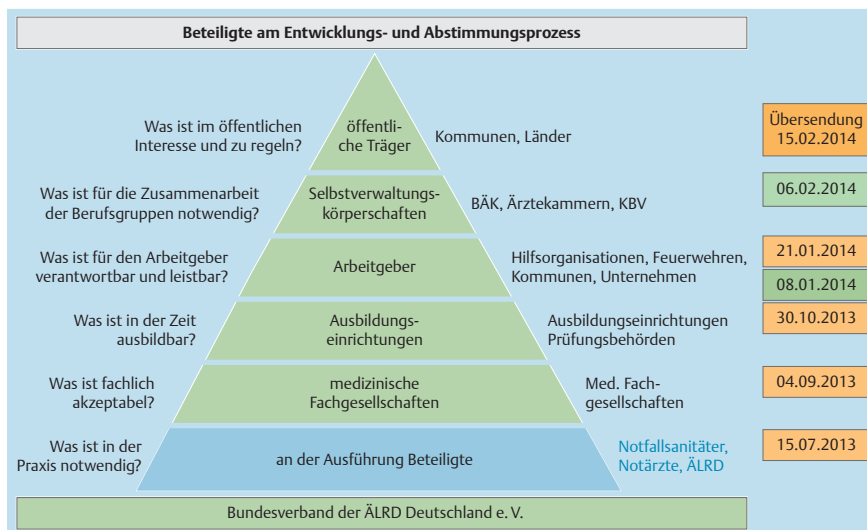 Beteiligte am Entwicklungs- und Abstimmungsprozess
Was ist im öffentlichen
Interesse und zu regeln?
öffentli-
che Träger
Kommunen, Länder
Übersendung
15.02.2014
Was ist für die Zusammenarbeit
der Berufsgruppen notwendig?
Selbstverwaltungs-
körperschaften
BÄK, Ärztekammern, KBV
06.02.2014
Was ist für den Arbeitgeber
verantwortbar und leistbar?
Arbeitgeber
Hilfsorganisationen, Feuerwehren,
Kommunen, Unternehmen
21.01.2014
08.01.2014
Was ist in der Zeit
ausbildbar?
Ausbildungs-
einrichtungen
Ausbildungseinrichtungen
Prüfungsbehörden
30.10.2013
Was ist fachlich
akzeptabel?
medizinische
Fachgesellschaften
Med. Fach-
gesellschaften
04.09.2013
Was ist in der
Praxis notwendig?
an der Ausführung Beteiligte
Notfallsanitäter,
Notärzte, ÄLRD
15.07.2013
Bundesverband der ÄLRD Deutschland e. V.